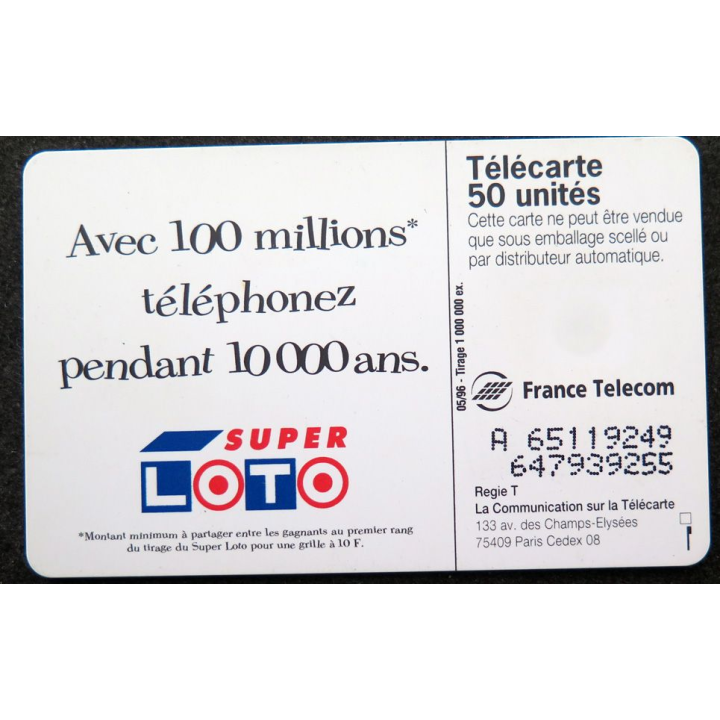 Avec 100 millions*
téléphonez
pendant 10 000 ans.
SUPER
LOTO
*Montant minimum à partager entre les gagnants au premier rang
du tirage du Super Loto pour une grille à 10 F.
05/96 - Tirage 1 000 000 ex.
Télécarte
50 unités
Cette carte ne peut être vendue
que sous emballage scellé ou
par distributeur automatique.
France Telecom
A 65119249
647939255
Regie T
La Communication sur la Télécarte
133 av. des Champs-Elysées
75409 Paris Cedex 08